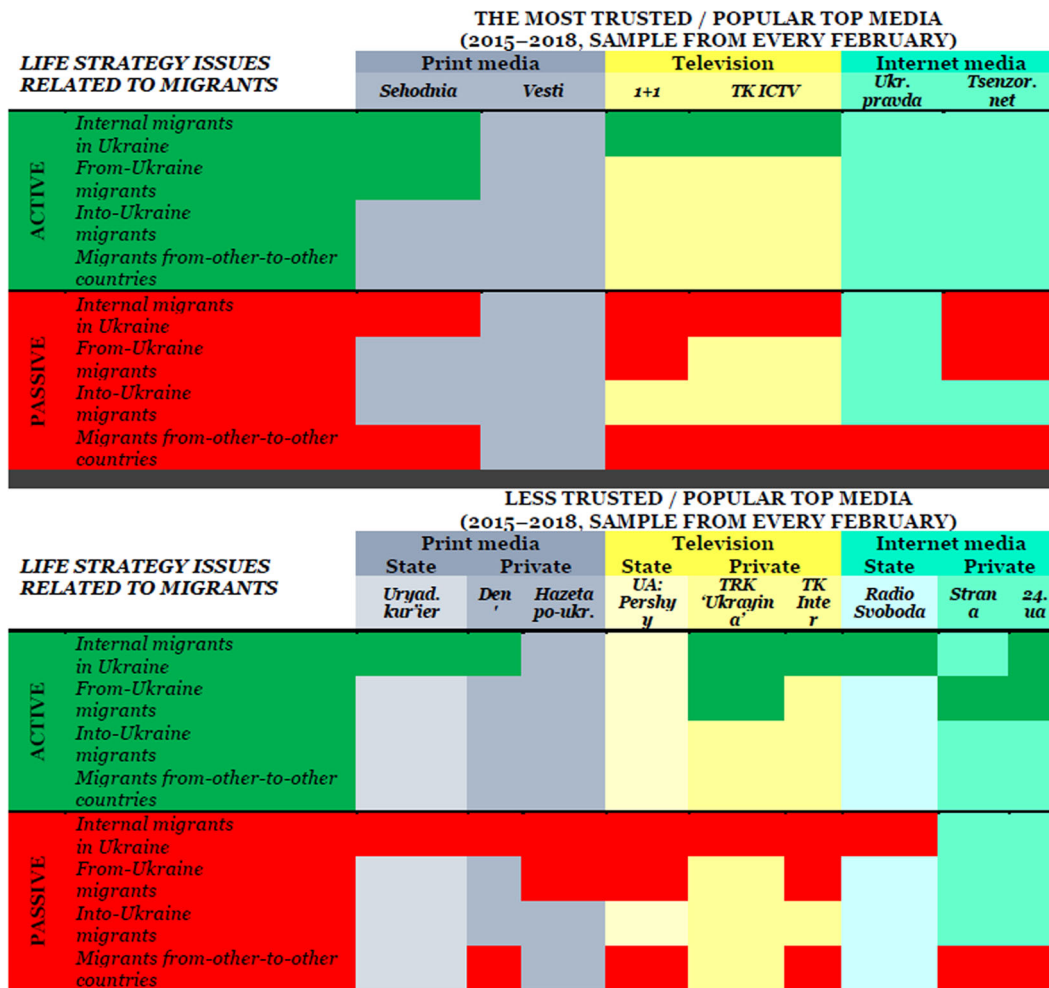 THE MOST TRUSTED / POPULAR TOP MEDIA
(2015–2018, SAMPLE FROM EVERY FEBRUARY)
LIFE STRATEGY ISSUES
RELATED TO MIGRANTS
Print media
Television
Internet media
Sehodnia
Vesti
1+1
TK ICTV
Ukr.
pravda
Tsenzor.
net
ACTIVE
Internal migrants
in Ukraine
From-Ukraine
migrants
Into-Ukraine
migrants
Migrants from-other-to-other
countries
PASSIVE
Internal migrants
in Ukraine
From-Ukraine
migrants
Into-Ukraine
migrants
Migrants from-other-to-other
countries
LESS TRUSTED / POPULAR TOP MEDIA
(2015–2018, SAMPLE FROM EVERY FEBRUARY)
LIFE STRATEGY ISSUES
RELATED TO MIGRANTS
Print media
Television
Internet media
State
Private
State
Private
State
Private
Uryad.
kur'ier
Den
'
Hazeta
po-ukr.
UA:
Pershy
y
TRK
'Ukrayin
a'
TK
Inte
r
Radio
Svoboda
Stran
a
24.
ua
ACTIVE
Internal migrants
in Ukraine
From-Ukraine
migrants
Into-Ukraine
migrants
Migrants from-other-to-other
countries
PASSIVE
Internal migrants
in Ukraine
From-Ukraine
migrants
Into-Ukraine
migrants
Migrants from-other-to-other
countries